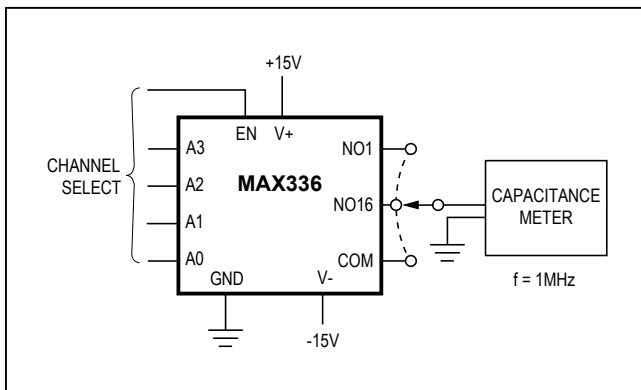 +15V
EN V+
A3
NO1
CHANNEL
SELECT
A2
MAX336
NO16
CAPACITANCE
METER
A1
A0
COM
GND
V-
f = 1MHz
-15V